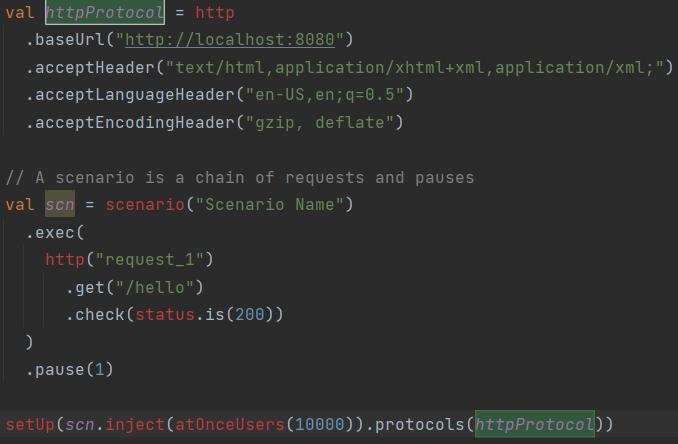 val httpProtocol = http
.baseUrl("http://localhost:8080")
.acceptHeader("text/html,application/xhtml+xml,application/xml;")
.acceptLanguageHeader("en-US,en;q=0.5")
.acceptEncodingHeader("gzip, deflate")
// A scenario is a chain of requests and pauses
val scn = scenario("Scenario Name")
.exec(
http("request_1")
.get("/hello")
.check(status.is(200))
)
.pause(1)
setUp(scn.inject(atOnceUsers(10000)).protocols(httpProtocol))